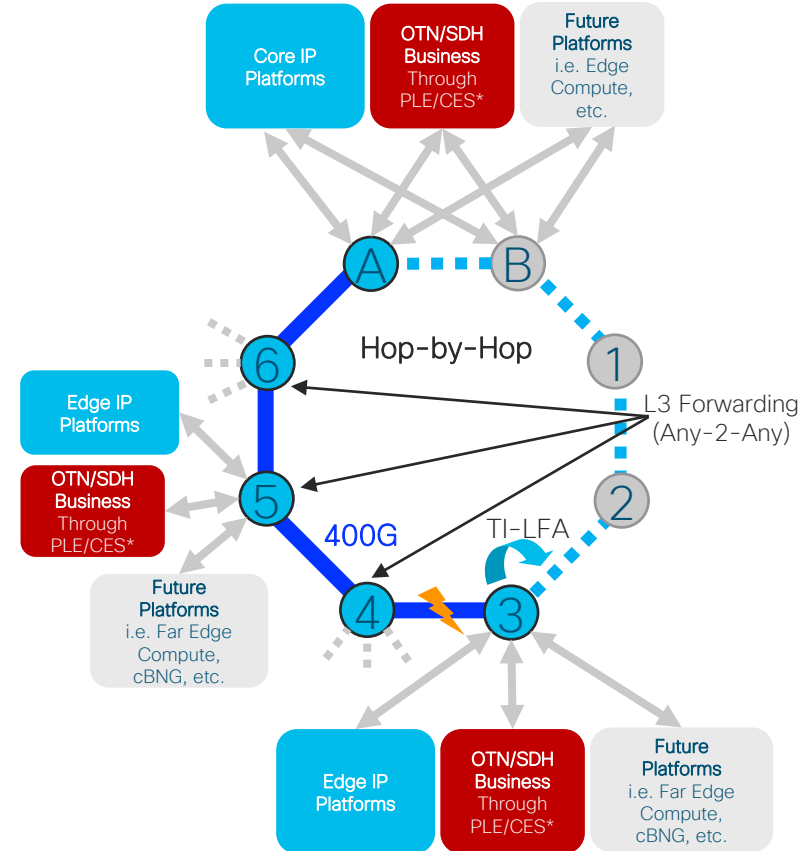 Core IP
Platforms
OTN/SDH
Business
Through
PLE/CES*
Future
Platforms
i.e. Edge
Compute,
etc.
A
B
Hop-by-Hop
6
1
L3 Forwarding
(Any-2-Any)
Edge IP
Platforms
OTN/SDH
Business
Through
PLE/CES*
5
2
400G
TI-LFA
Future
Platforms
i.e. Far Edge
Compute,
cBNG, etc.
4
3
Edge IP
Platforms
OTN/SDH
Business
Through
PLE/CES*
Future
Platforms
i.e. Far Edge
Compute,
cBNG, etc.